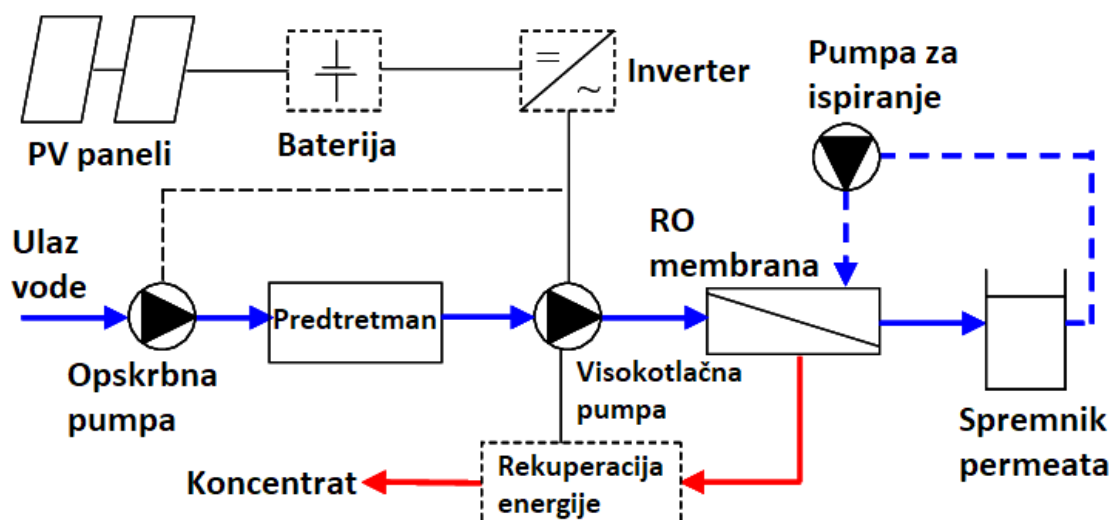 PV paneli
Baterija
Inverter
Pumpa za
ispiranje
Ulaz
vode
Opskrbna
pumpa
Predtretman
Visokotlačna
pumpa
RO
membrana
Spremnik
permeata
Rekuperacija
energije
Koncentrat